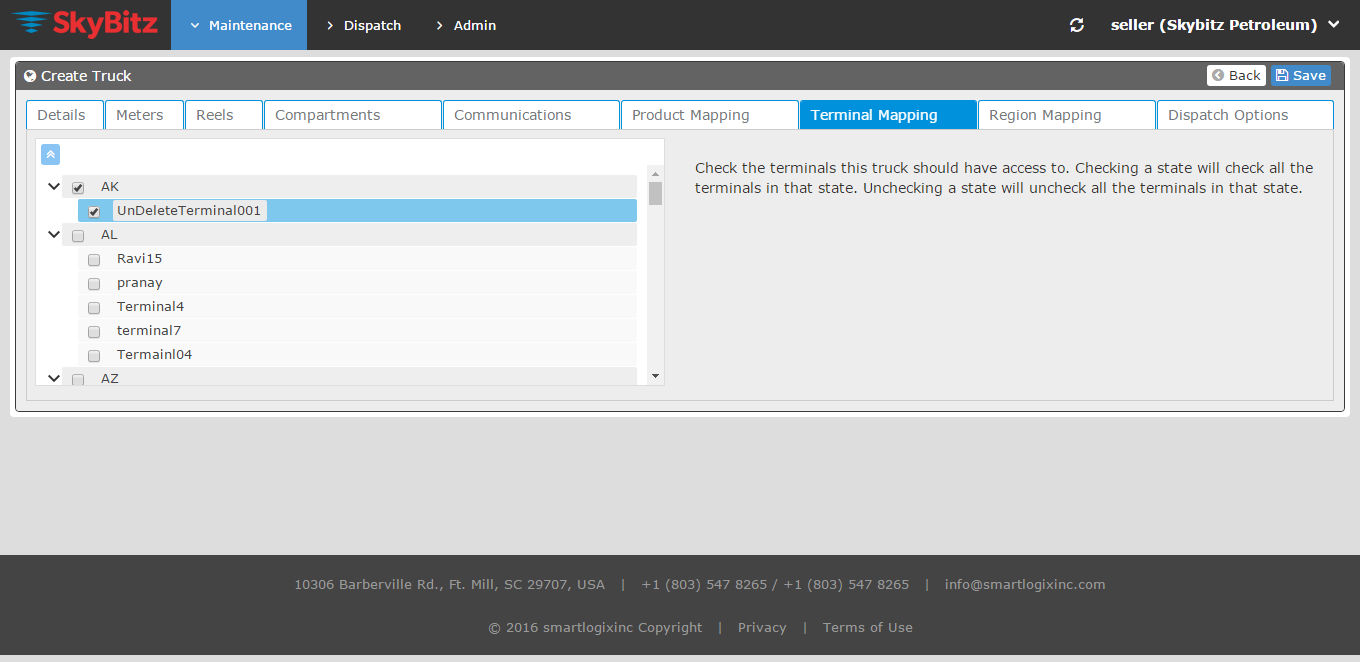 SkyBitz Maintenance Dispatch Admin seller (Skybitz Petroleum)
Create Truck Back Save
Details Meters Reels Compartments Communications Product Mapping Terminal Mapping Region Mapping Dispatch Options
Check the terminals this truck should have access to. Checking a state will check all the
terminals in that state. Unchecking a state will uncheck all the terminals in that state.
AK
UnDeleteTerminal001
AL
Ravi15
pranay
Terminal4
terminal7
Termainl04
AZ
10306 Barberville Rd., Ft. Mill, SC 29707, USA | +1 (803) 547 8265 / +1 (803) 547 8265 | info@smartlogixinc.com
© 2016 smartlogixinc Copyright | Privacy | Terms of Use